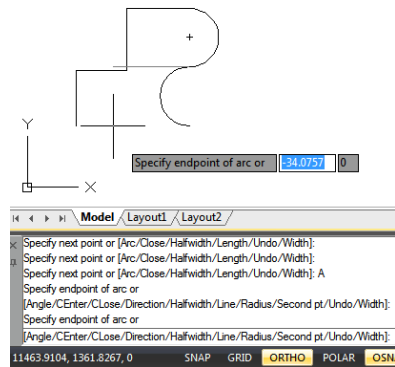 Y
Specify endpoint of arc or -34.0757 0
X
Model Layout1 Layout2
Specify next point or [Arc/Close/Halfwidth/Length/Undo/Width]:
Specify next point or [Arc/Close/Halfwidth/Length/Undo/Width]:
Specify next point or [Arc/Close/Halfwidth/Length/Undo/Width]: A
Specify endpoint of arc or
[Angle/CEnter/CLose/Direction/Halfwidth/Line/Radius/Second pt/Undo/Width]:
Specify endpoint of arc or
[Angle/CEnter/CLose/Direction/Halfwidth/Line/Radius/Second pt/Undo/Width]:
11463.9104, 1361.8267, 0 SNAP GRID ORTHO POLAR OSN